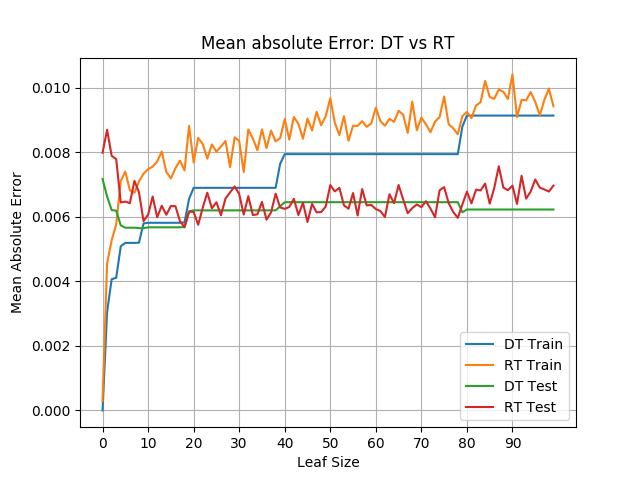 Mean absolute Error: DT vs RT
Mean Absolute Error
0.010
0.008
0.006
0.004
0.002
0.000
0 10 20 30 40 50 60 70 80 90
Leaf Size
DT Train
RT Train
DT Test
RT Test